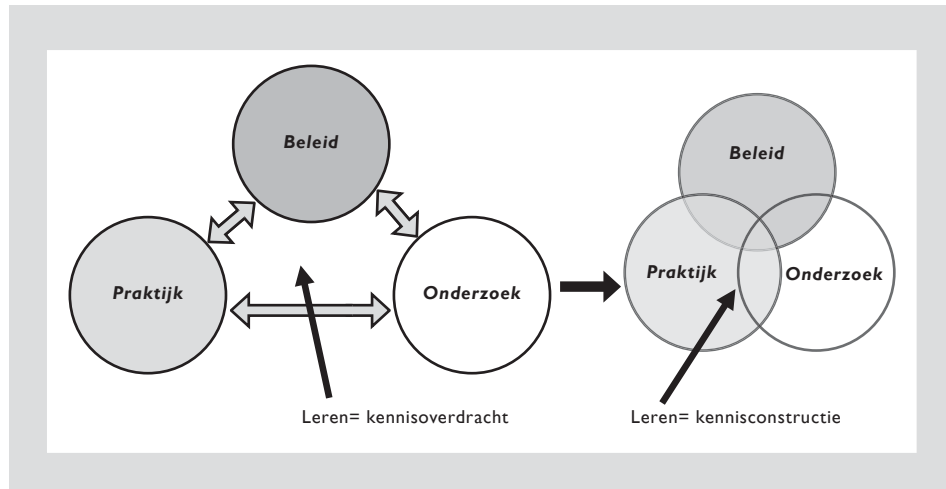 Beleid
Praktijk
Onderzoek
Leren= kennisoverdracht
Beleid
Praktijk
Onderzoek
Leren= kennisconstructie